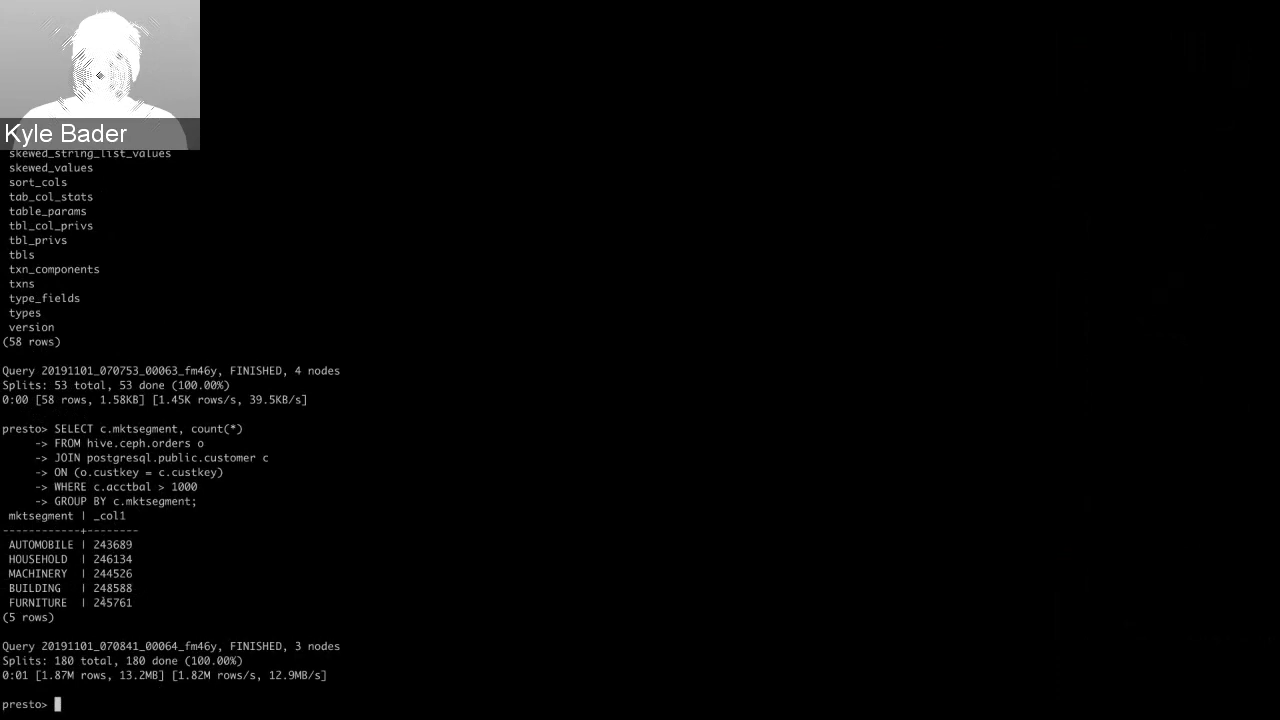 Kyle Bader
skewed_string_list_values
skewed_values
sort_cols
tab_col_stats
table_params
tbl_col_privs
tbl_privs
tbls
txn_components
txns
type_fields
types
version
(58 rows)
Query 20191101_070753_00063_fm46y, FINISHED, 4 nodes
Splits: 53 total, 53 done (100.00%)
0:00 [58 rows, 1.58KB] [1.45K rows/s, 39.5KB/s]
presto> SELECT c.mktsegment, count(*)
-> FROM hive.ceph.orders o
-> JOIN postgresql.public.customer c
-> ON (o.custkey = c.custkey)
-> WHERE c.acctbal > 1000
-> GROUP BY c.mktsegment;
mktsegment | _col1
------------+--------
AUTOMOBILE | 243689
HOUSEHOLD | 246134
MACHINERY | 244526
BUILDING | 248588
FURNITURE | 245761
(5 rows)
Query 20191101_070841_00064_fm46y, FINISHED, 3 nodes
Splits: 180 total, 180 done (100.00%)
0:01 [1.87M rows, 13.2MB] [1.82M rows/s, 12.9MB/s]
presto>